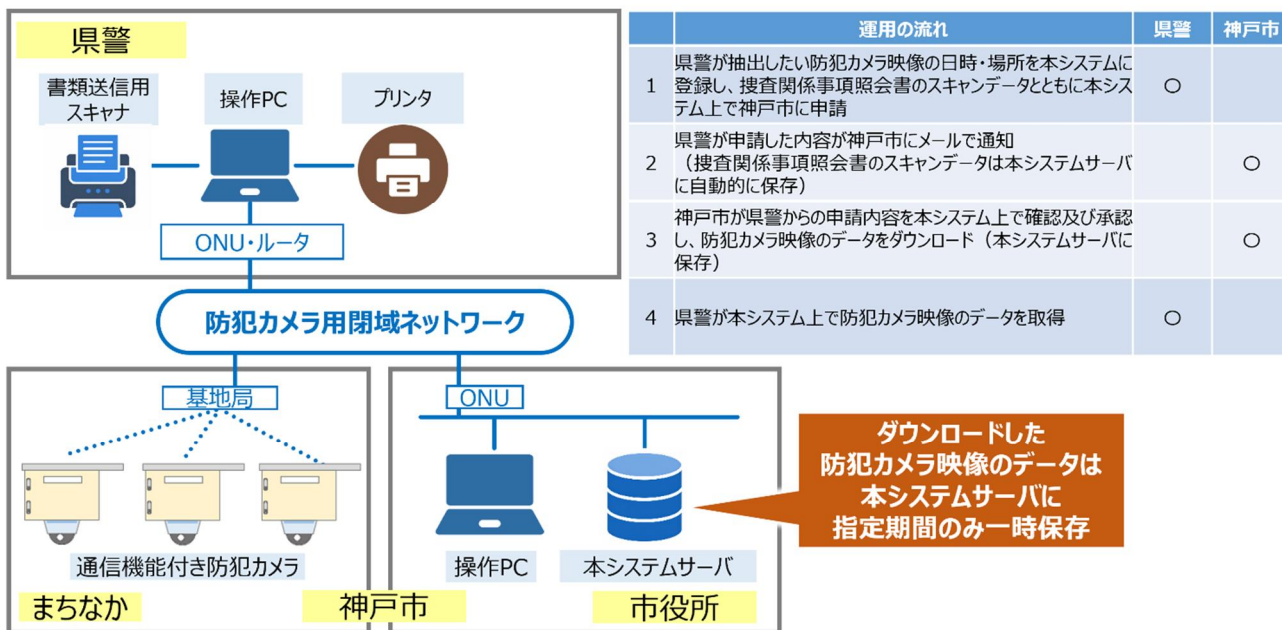 県警
書類送信用
スキャナ
操作PC
プリンタ
ONU・ルータ
防犯カメラ用閉域ネットワーク
基地局
通信機能付き防犯カメラ
まちなか
神戸市
ONU
操作PC
本システムサーバ
市役所
運用の流れ 県警 神戸市
1 県警が抽出したい防犯カメラ映像の日時・場所を本システムに
登録し、捜査関係事項照会書のスキャンデータとともに本シス
テム上で神戸市に申請 〇
2 県警が申請した内容が神戸市にメールで通知
（捜査関係事項照会書のスキャンデータは本システムサーバ
に自動的に保存） 〇
3 神戸市が県警からの申請内容を本システム上で確認及び承認
し、防犯カメラ映像のデータをダウンロード（本システムサーバに
保存） 〇
4 県警が本システム上で防犯カメラ映像のデータを取得 〇
ダウンロードした
防犯カメラ映像のデータは
本システムサーバに
指定期間のみ一時保存